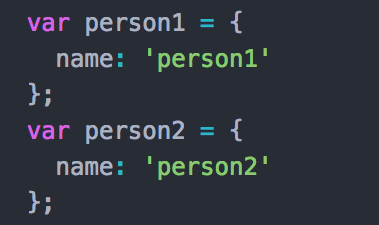 var person1 = {
  name: 'person1'
};
var person2 = {
  name: 'person2'
};